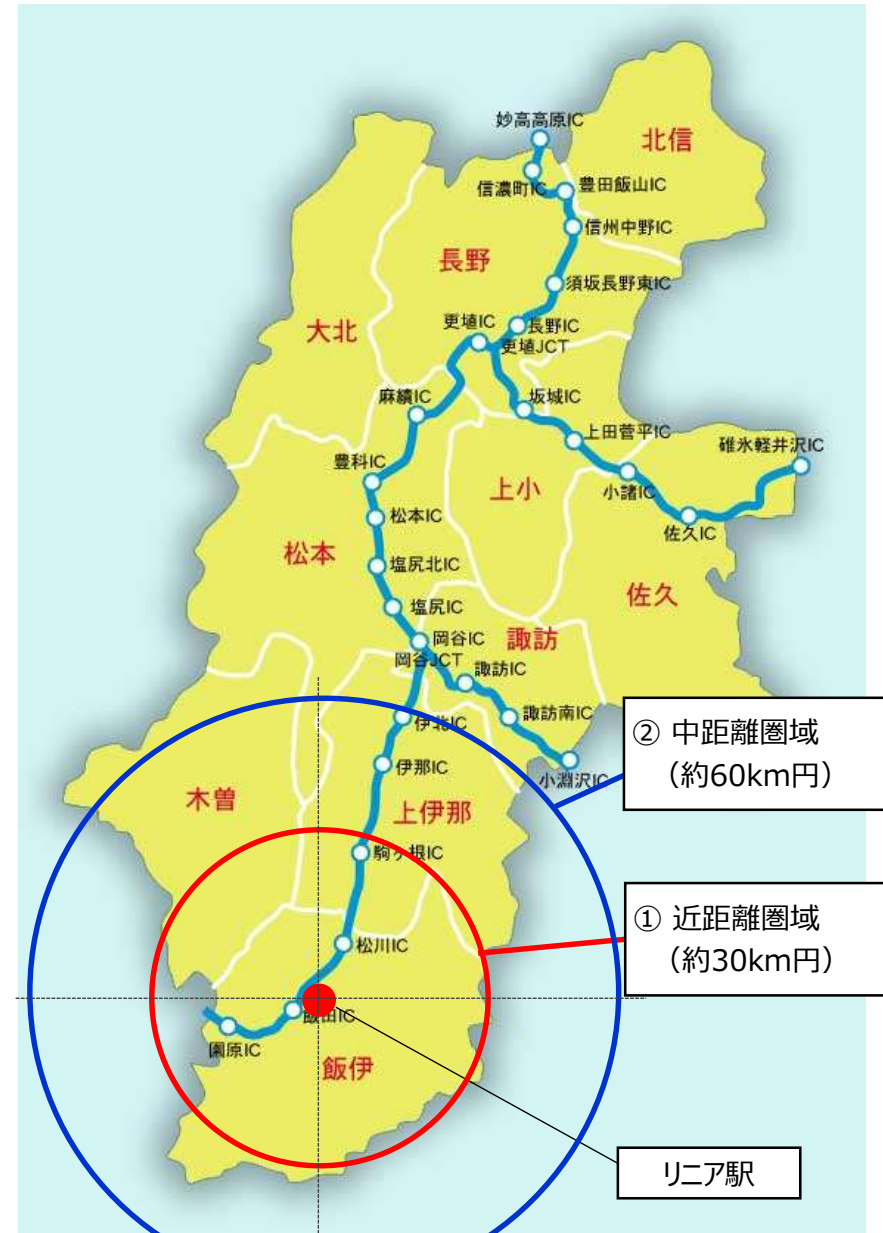 妙高高原IC
北信
信濃町IC
豊田飯山IC
信州中野IC
長野
須坂長野東IC
大北
更埴IC
長野IC
更埴JCT
麻績IC
坂城IC
上田菅平IC
碓氷軽井沢IC
豊科IC
上小
小諸IC
松本IC
佐久IC
松本
塩尻北IC
佐久
塩尻IC
岡谷IC
諏訪
岡谷JCT
諏訪IC
伊北IC
諏訪南IC
② 中距離圏域
（約60km円）
伊那IC
小淵沢IC
木曽
上伊那
駒ヶ根IC
① 近距離圏域
（約30km円）
松川IC
飯田IC
園原IC
飯伊
リニア駅